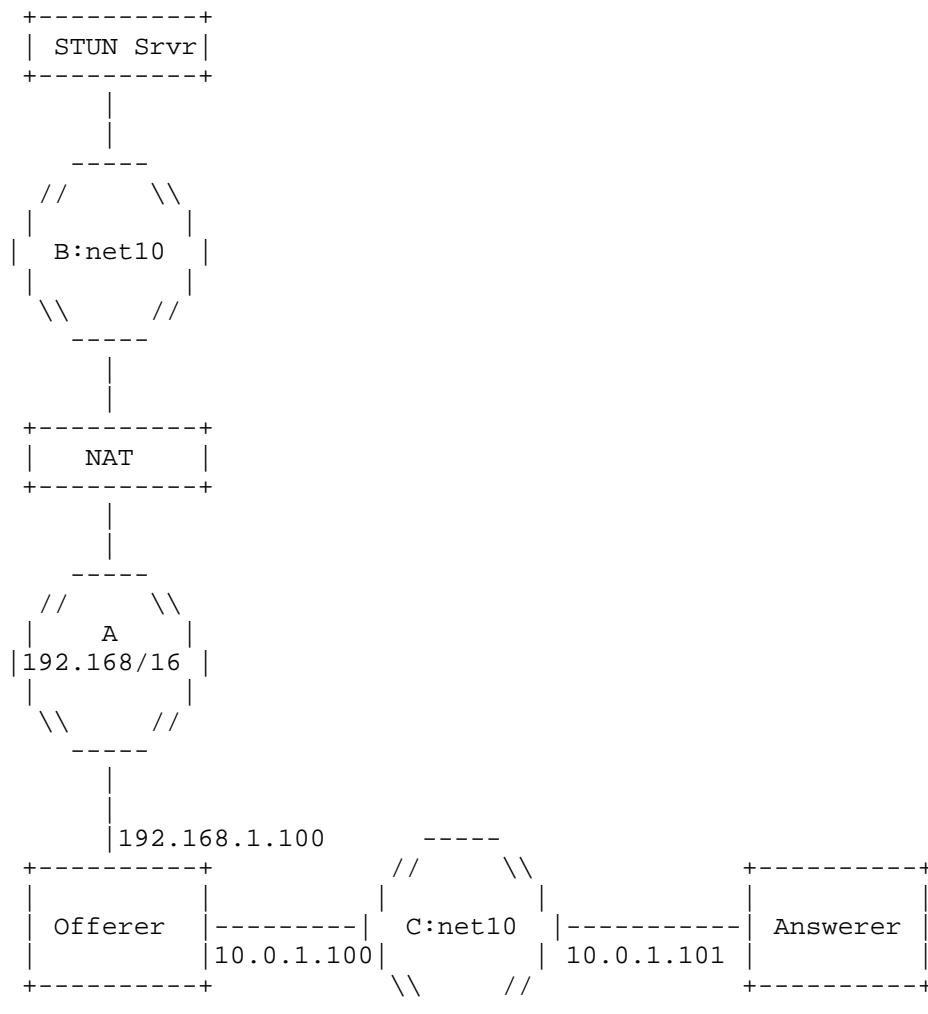 STUN Srvr
B:net10
NAT
A
192.168/16
192.168.1.100
Offerer C:net10 Answerer
10.0.1.100 10.0.1.101